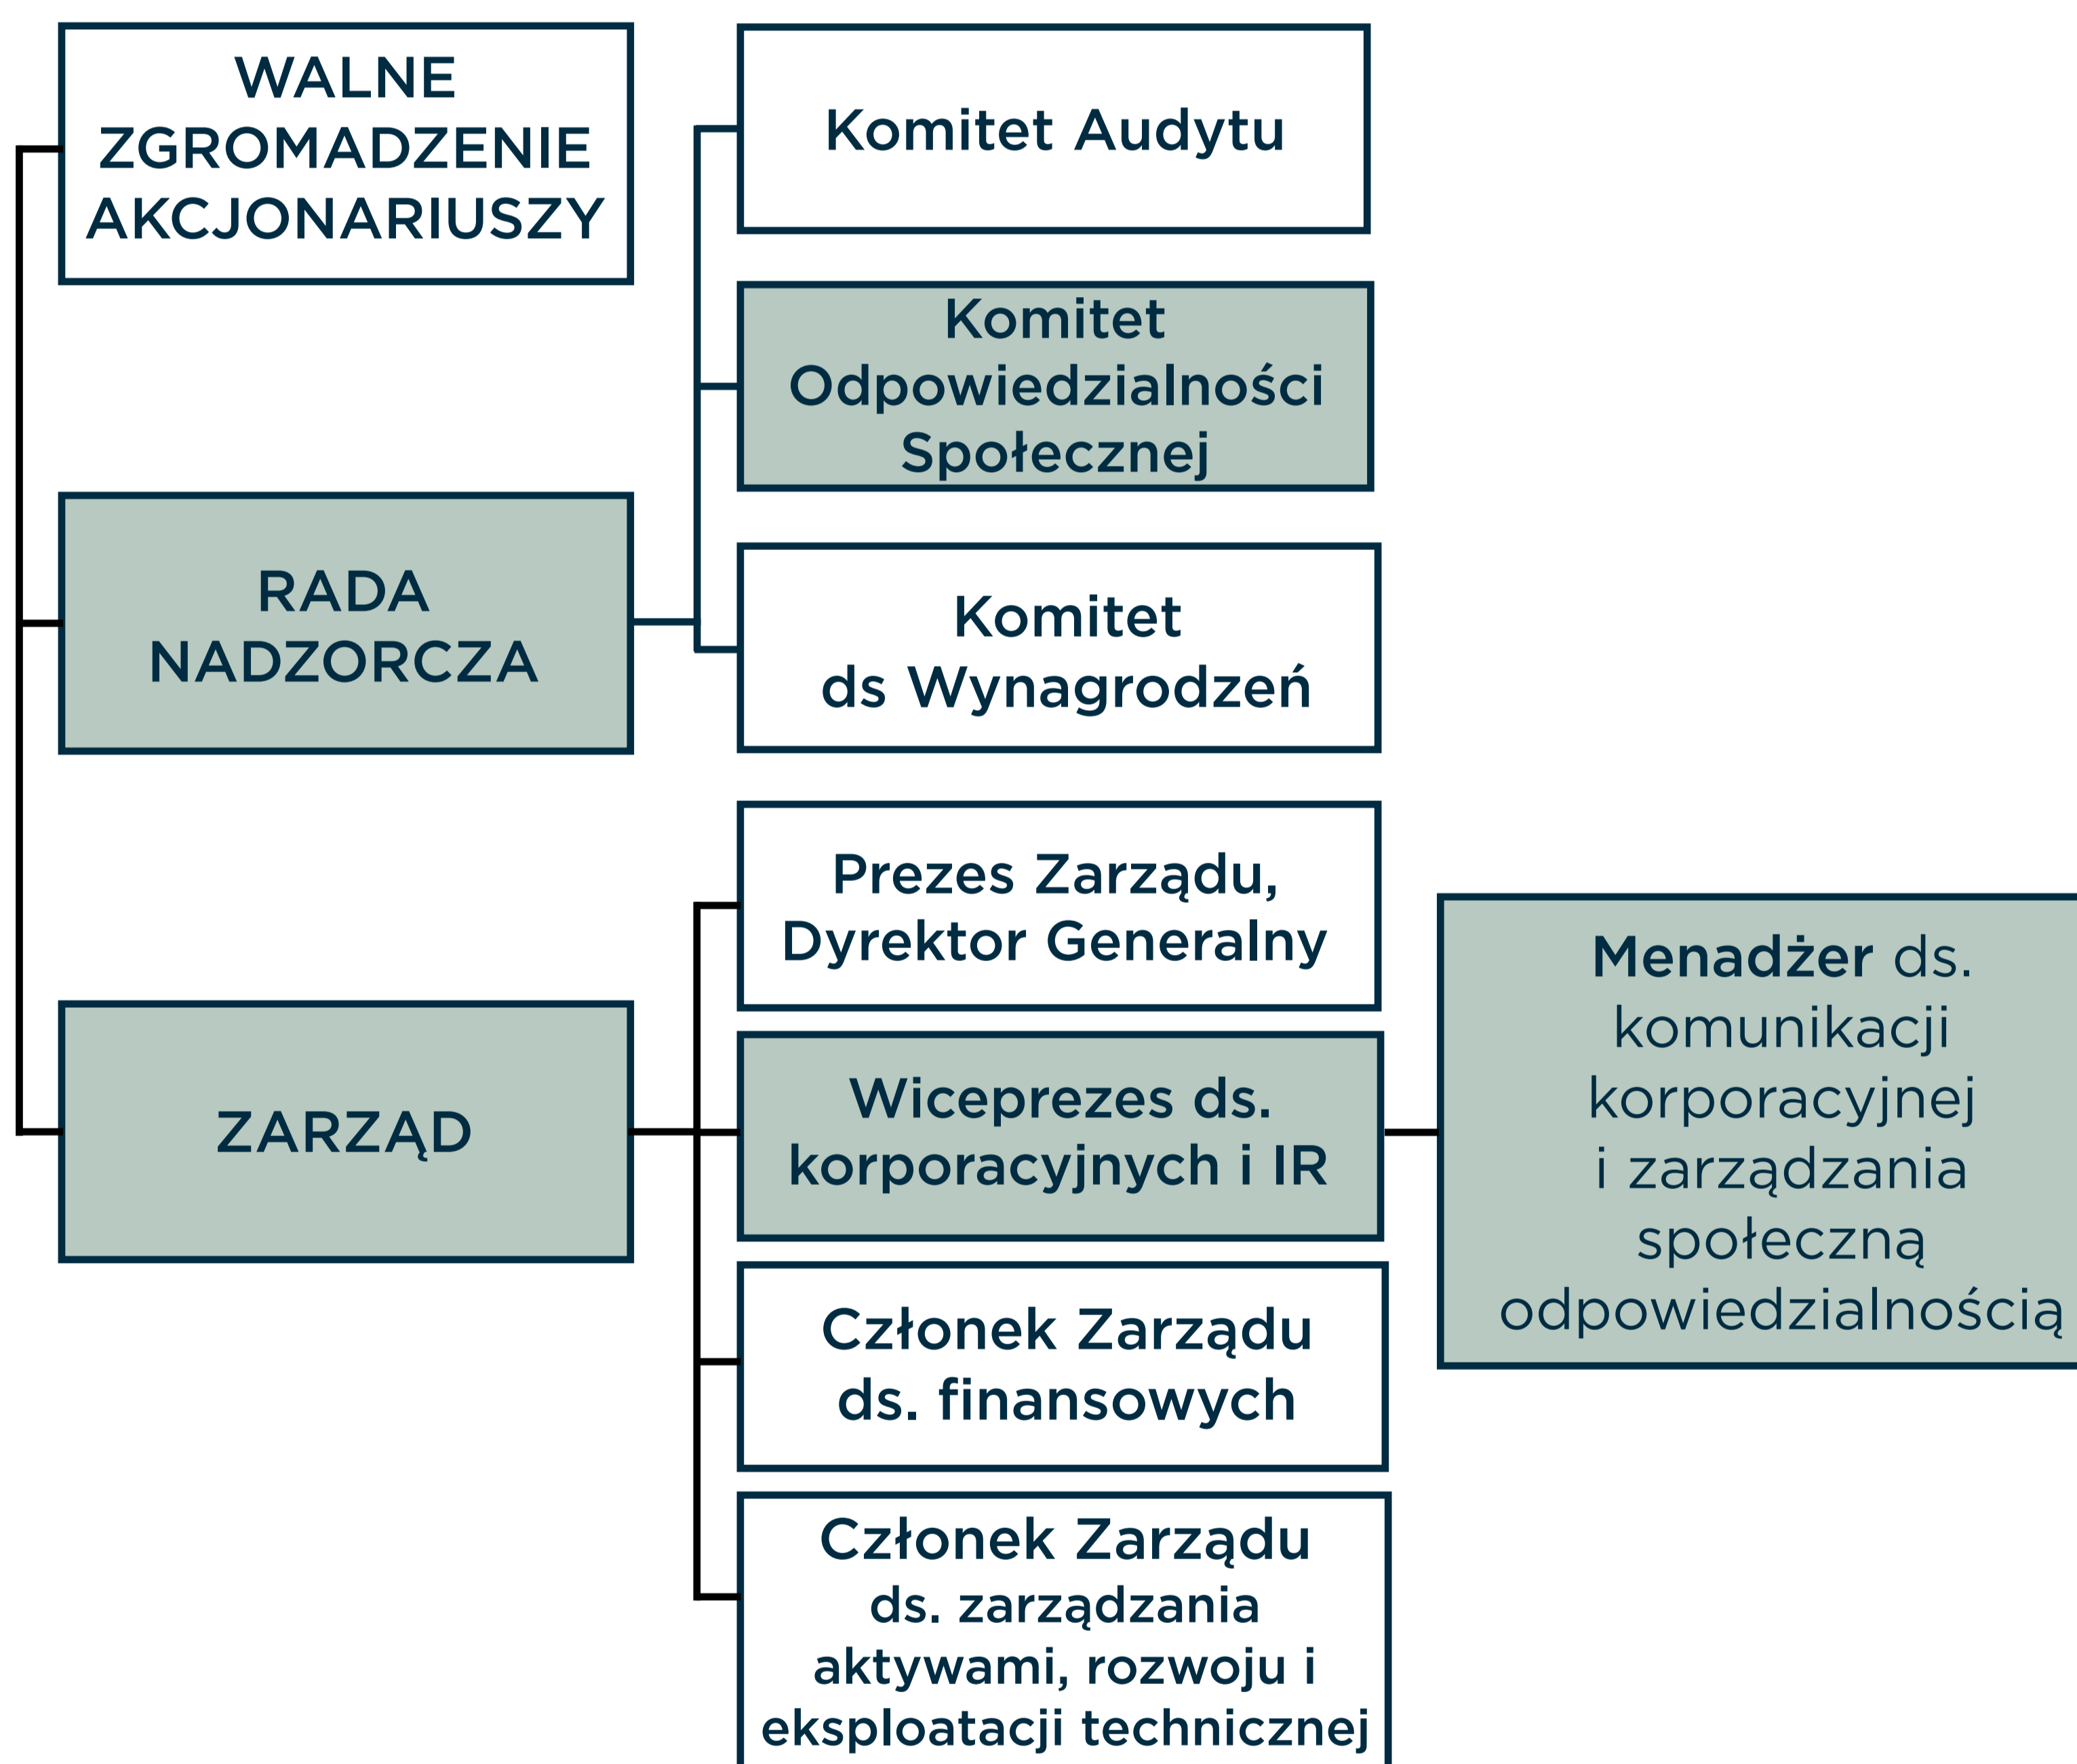 WALNE
ZGROMADZENIE
AKCJONARIUSZY
RADA
NADZORCZA
ZARZĄD
Komitet Audytu
Komitet
Odpowiedzialności
Społecznej
Komitet
ds Wynagrodzeń
Prezes Zarządu,
Dyrektor Generalny
Wiceprezes ds.
korporacyjnych i IR
Członek Zarządu
ds. finansowych
Członek Zarządu
ds. zarządzania
aktywami, rozwoju i
eksploatacji technicznej
Menadżer ds.
komunikacji
korporacyjnej
i zarządzania
społeczną
odpowiedzialnością